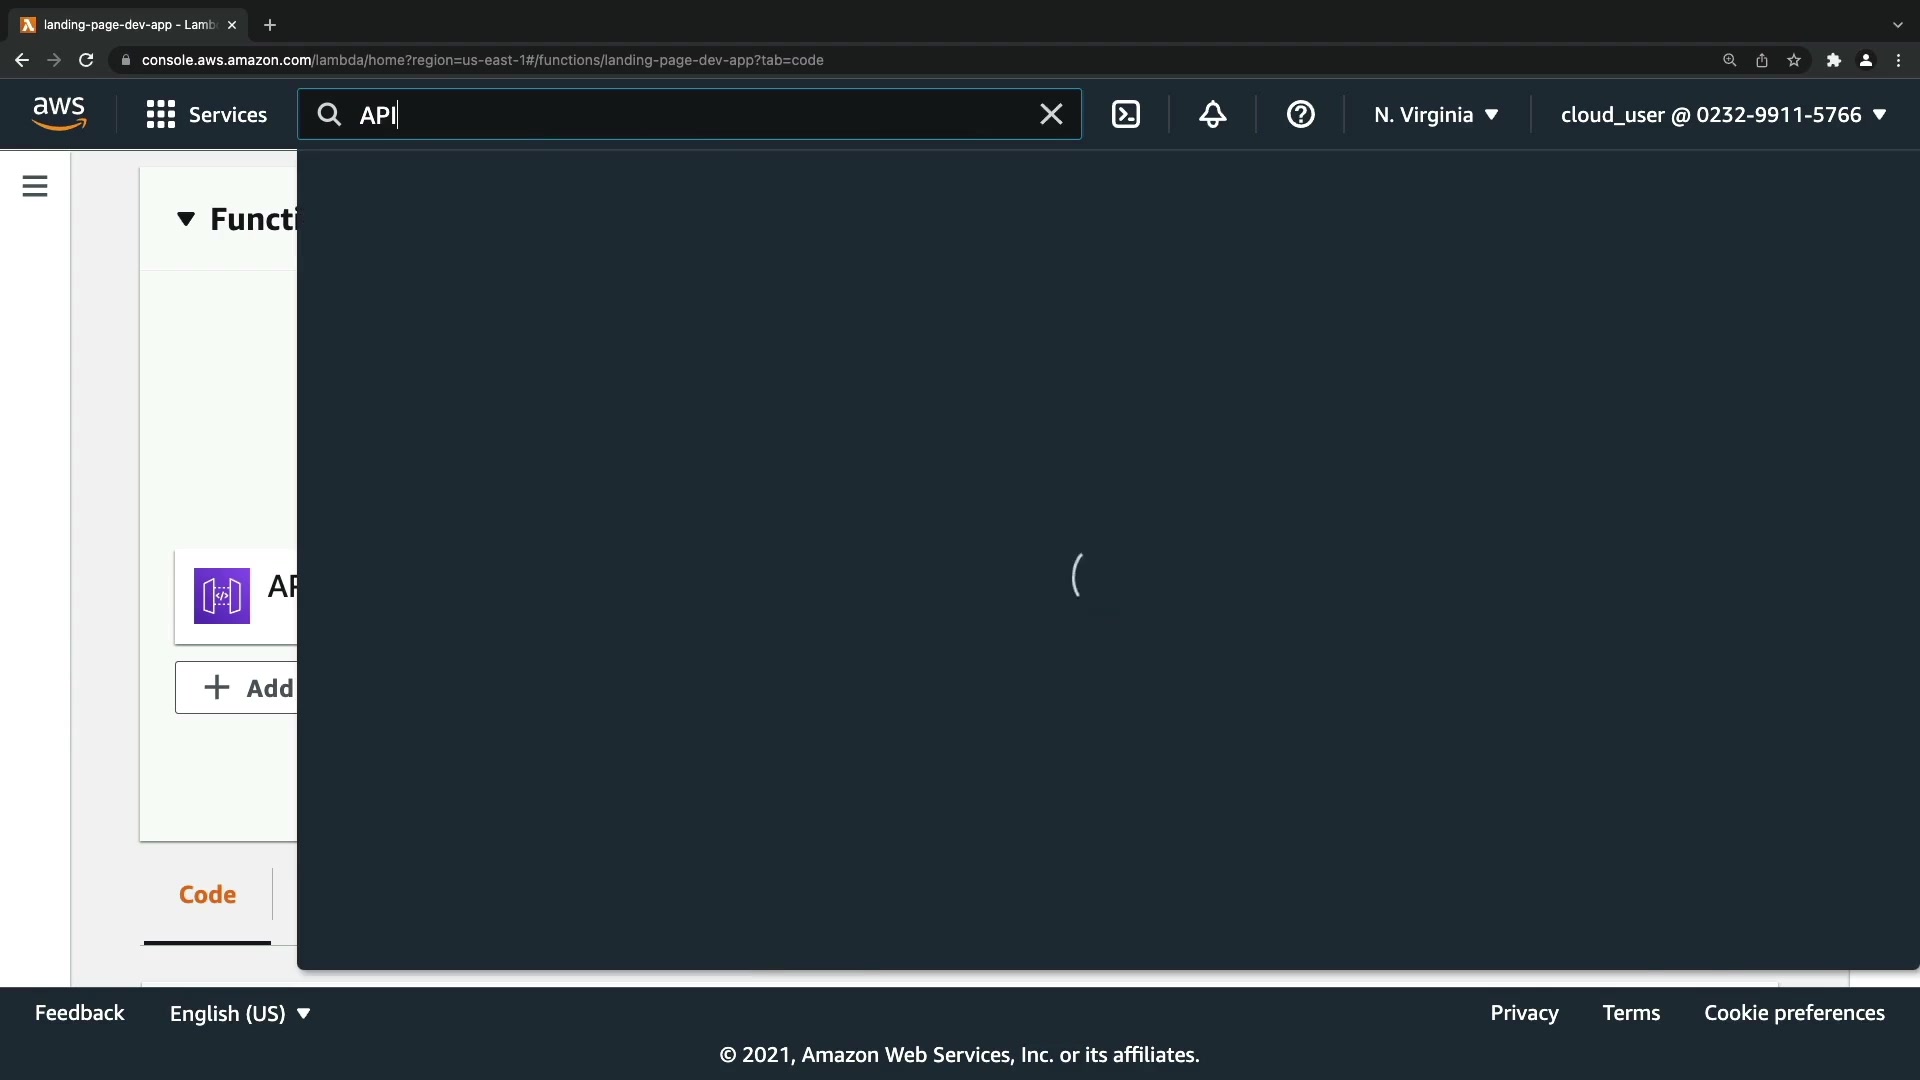 landing-page-dev-app - Lamb
console.aws.amazon.com/lambda/home?region=us-east-1#/functions/landing-page-dev-app?tab=code
aws
Services
API
N. Virginia
cloud_user @ 0232-9911-5766
Functi
AP
Add
Code
Feedback
English (US)
Privacy
Terms
Cookie preferences
© 2021, Amazon Web Services, Inc. or its affiliates.